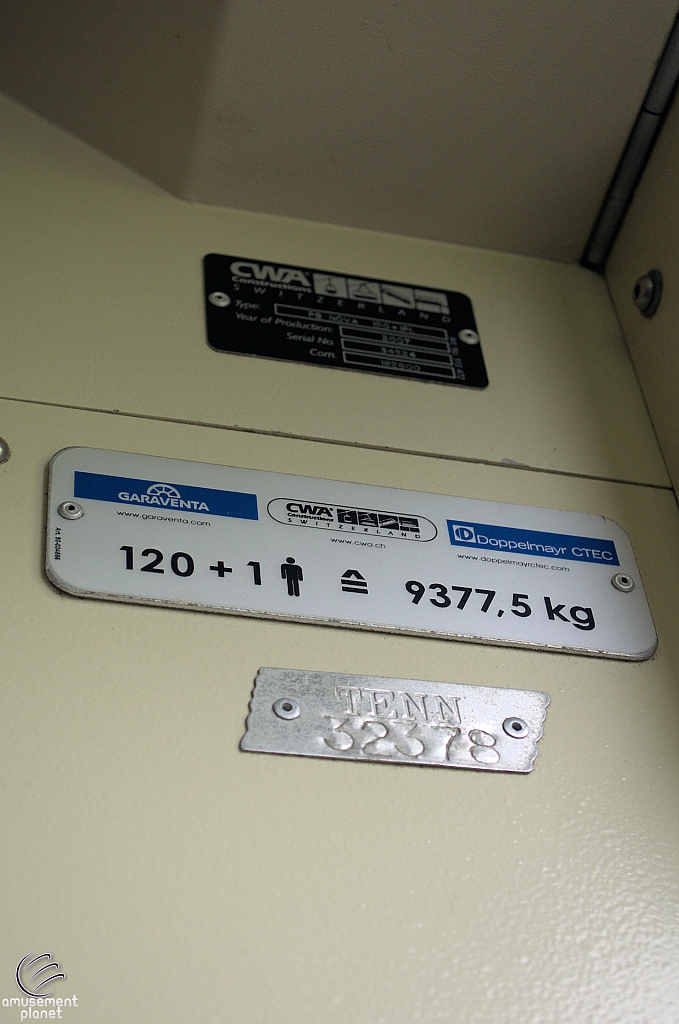 CWA
Constructions
SWITZERLAND
Type:
Year of Production: 2007
Serial No.
Com.
GARAVENTA
www.garaventa.com
CWA
Constructions
SWITZERLAND
www.cwa.ch
Doppelmayr CTEC
www.doppelmayrctec.com
120 + 1 ≙ 9377,5 kg
TENN
32378
amusement
planet